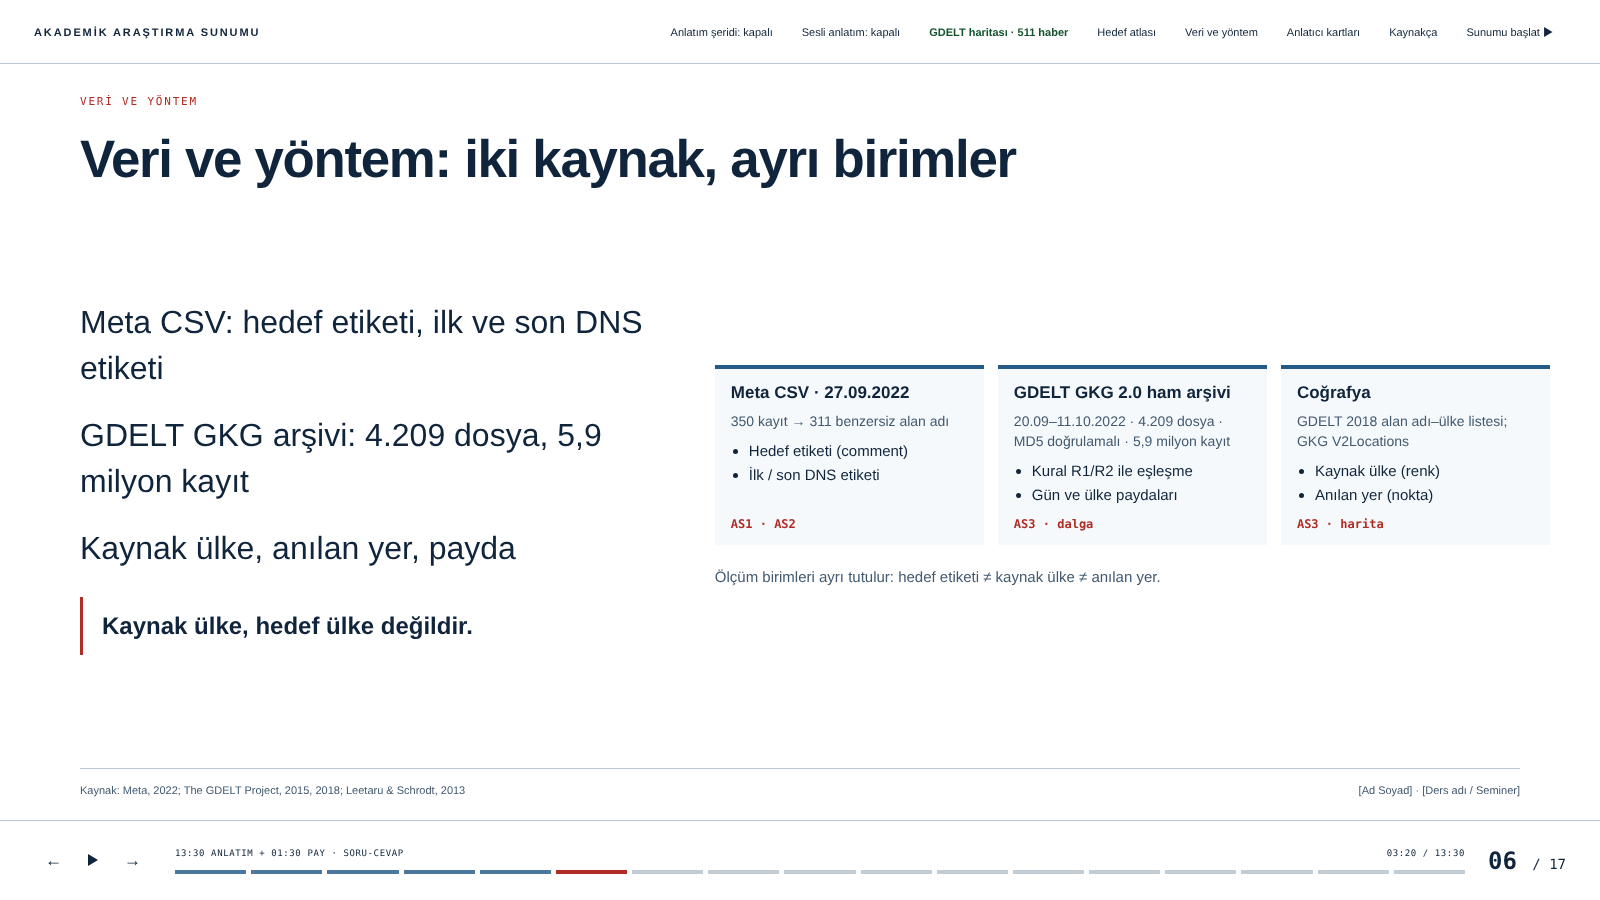 AKADEMİK ARAŞTIRMA SUNUMU
Anlatım şeridi: kapalı
Sesli anlatım: kapalı
GDELT haritası · 511 haber
Hedef atlası
Veri ve yöntem
Anlatıcı kartları
Kaynakça
Sunumu başlat ▶
VERİ VE YÖNTEM
Veri ve yöntem: iki kaynak, ayrı birimler
Meta CSV: hedef etiketi, ilk ve son DNS
etiketi
GDELT GKG arşivi: 4.209 dosya, 5,9
milyon kayıt
Kaynak ülke, anılan yer, payda
Kaynak ülke, hedef ülke değildir.
Meta CSV · 27.09.2022
350 kayıt → 311 benzersiz alan adı
• Hedef etiketi (comment)
• İlk / son DNS etiketi
AS1 · AS2
GDELT GKG 2.0 ham arşivi
20.09–11.10.2022 · 4.209 dosya ·
MD5 doğrulamalı · 5,9 milyon kayıt
• Kural R1/R2 ile eşleşme
• Gün ve ülke paydaları
AS3 · dalga
Coğrafya
GDELT 2018 alan adı–ülke listesi;
GKG V2Locations
• Kaynak ülke (renk)
• Anılan yer (nokta)
AS3 · harita
Ölçüm birimleri ayrı tutulur: hedef etiketi ≠ kaynak ülke ≠ anılan yer.
Kaynak: Meta, 2022; The GDELT Project, 2015, 2018; Leetaru & Schrodt, 2013
[Ad Soyad] · [Ders adı / Seminer]
← ▶ →
13:30 ANLATIM + 01:30 PAY · SORU-CEVAP
03:20 / 13:30
06 / 17